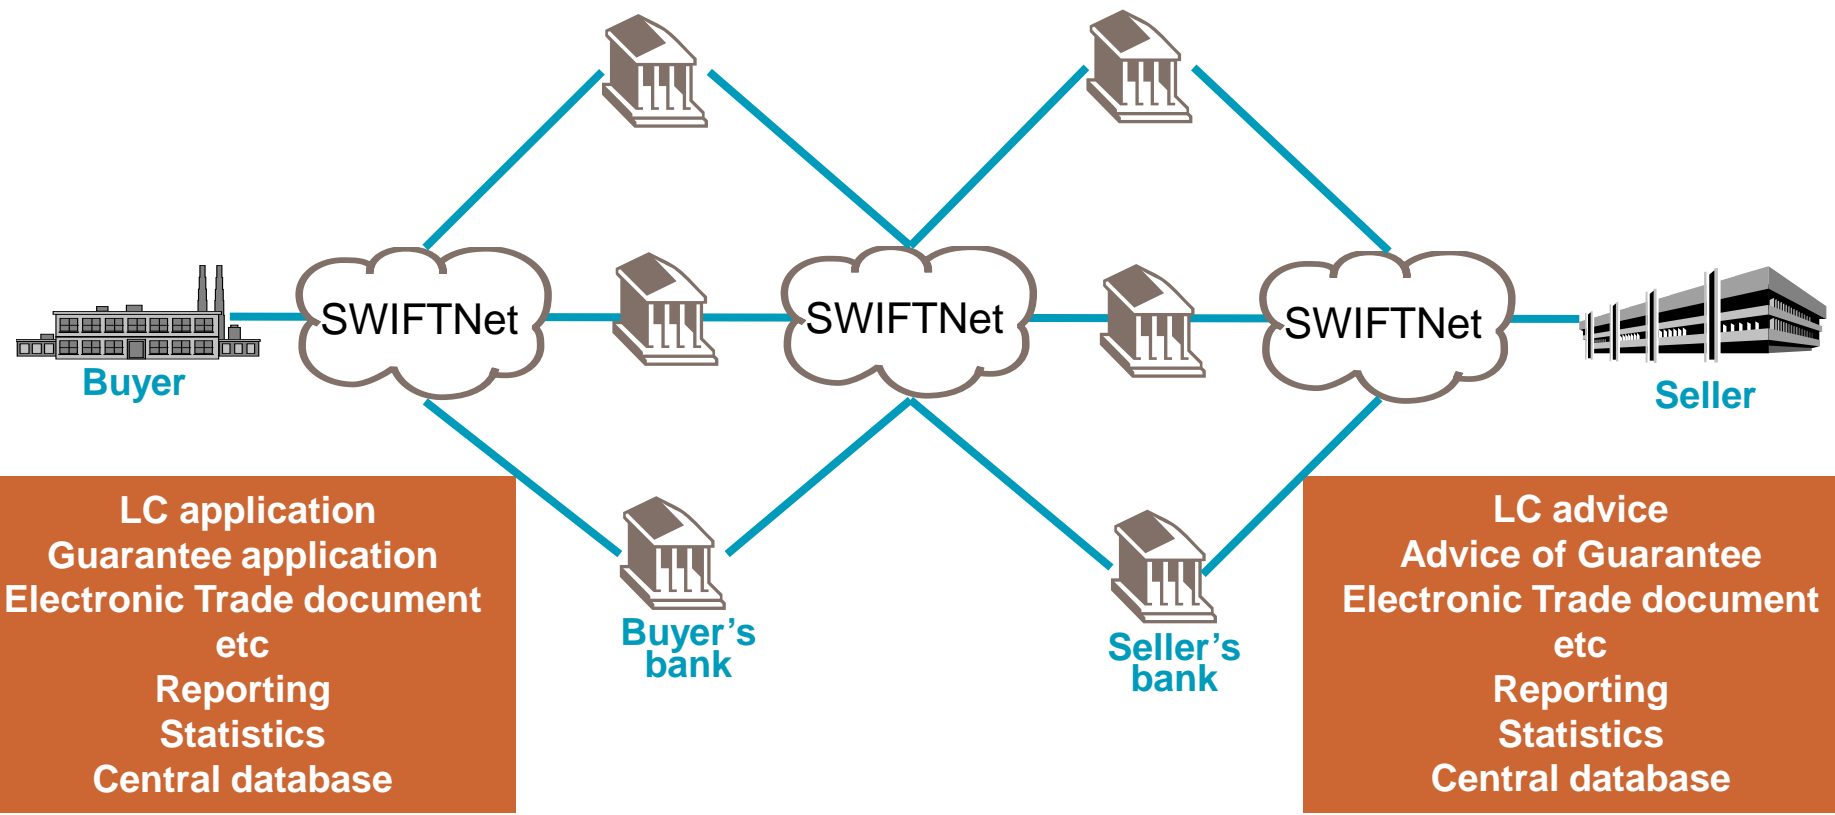 SWIFTNet
SWIFTNet
SWIFTNet
Buyer
Seller
LC application
Guarantee application
Electronic Trade document
etc
Reporting
Statistics
Central database
Buyer’s
bank
Seller’s
bank
LC advice
Advice of Guarantee
Electronic Trade document
etc
Reporting
Statistics
Central database